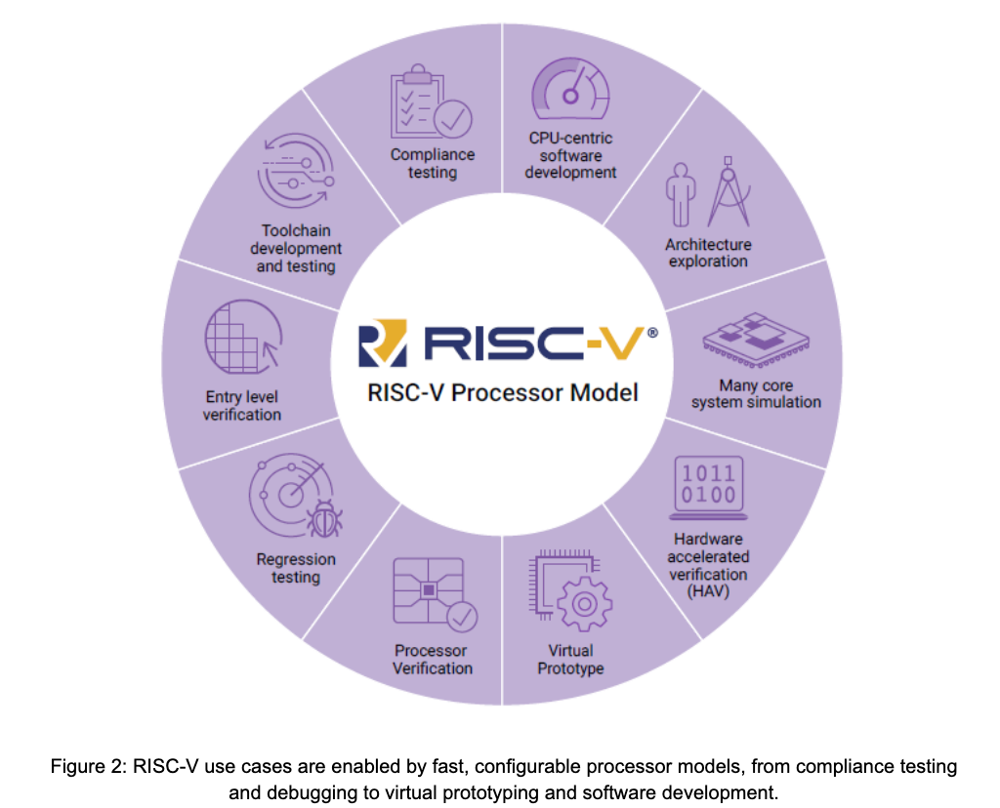 Compliance
testing
CPU-centric
software
development
Architecture
exploration
Many core
system simulation
1011
0100
Hardware
accelerated
verification
(HAV)
Virtual
Prototype
Processor
Verification
Regression
testing
Entry level
verification
Toolchain
development
and testing
RISC-V®
RISC-V Processor Model
Figure 2: RISC-V use cases are enabled by fast, configurable processor models, from compliance testing
and debugging to virtual prototyping and software development.